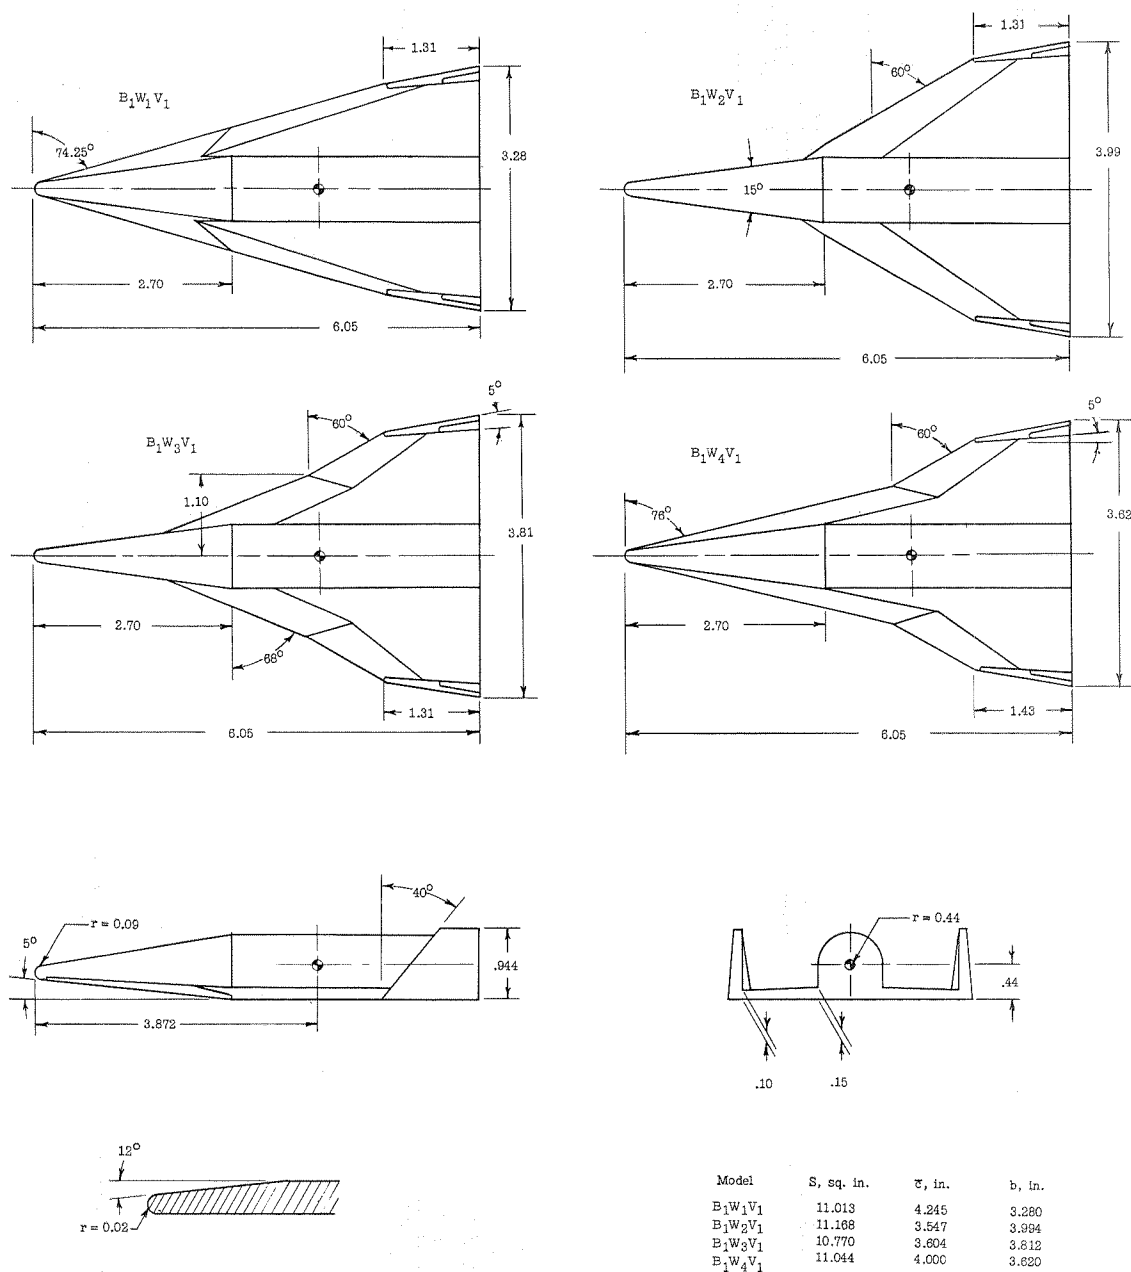 B1W1V1
1.31
74.25°
3.28
2.70
6.05
B1W2V1
1.31
60°
15°
3.99
2.70
6.05
B1W3V1
5°
60°
1.10
3.81
2.70
68°
1.31
6.05
B1W4V1
5°
60°
76°
3.62
2.70
1.43
6.05
r = 0.09
5°
40°
.944
3.872
r = 0.44
.44
.10
.15
12°
r = 0.02
Model S, sq. in. c̅, in. b, in.
B1W1V1 11.013 4.245 3.280
B1W2V1 11.168 3.547 3.994
B1W3V1 10.770 3.604 3.812
B1W4V1 11.044 4.000 3.620